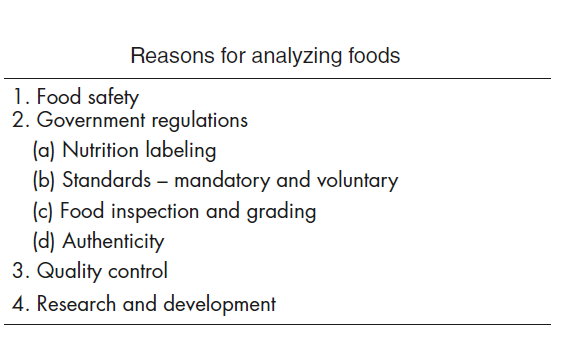 Reasons for analyzing foods
1. Food safety
2. Government regulations
(a) Nutrition labeling
(b) Standards – mandatory and voluntary
(c) Food inspection and grading
(d) Authenticity
3. Quality control
4. Research and development